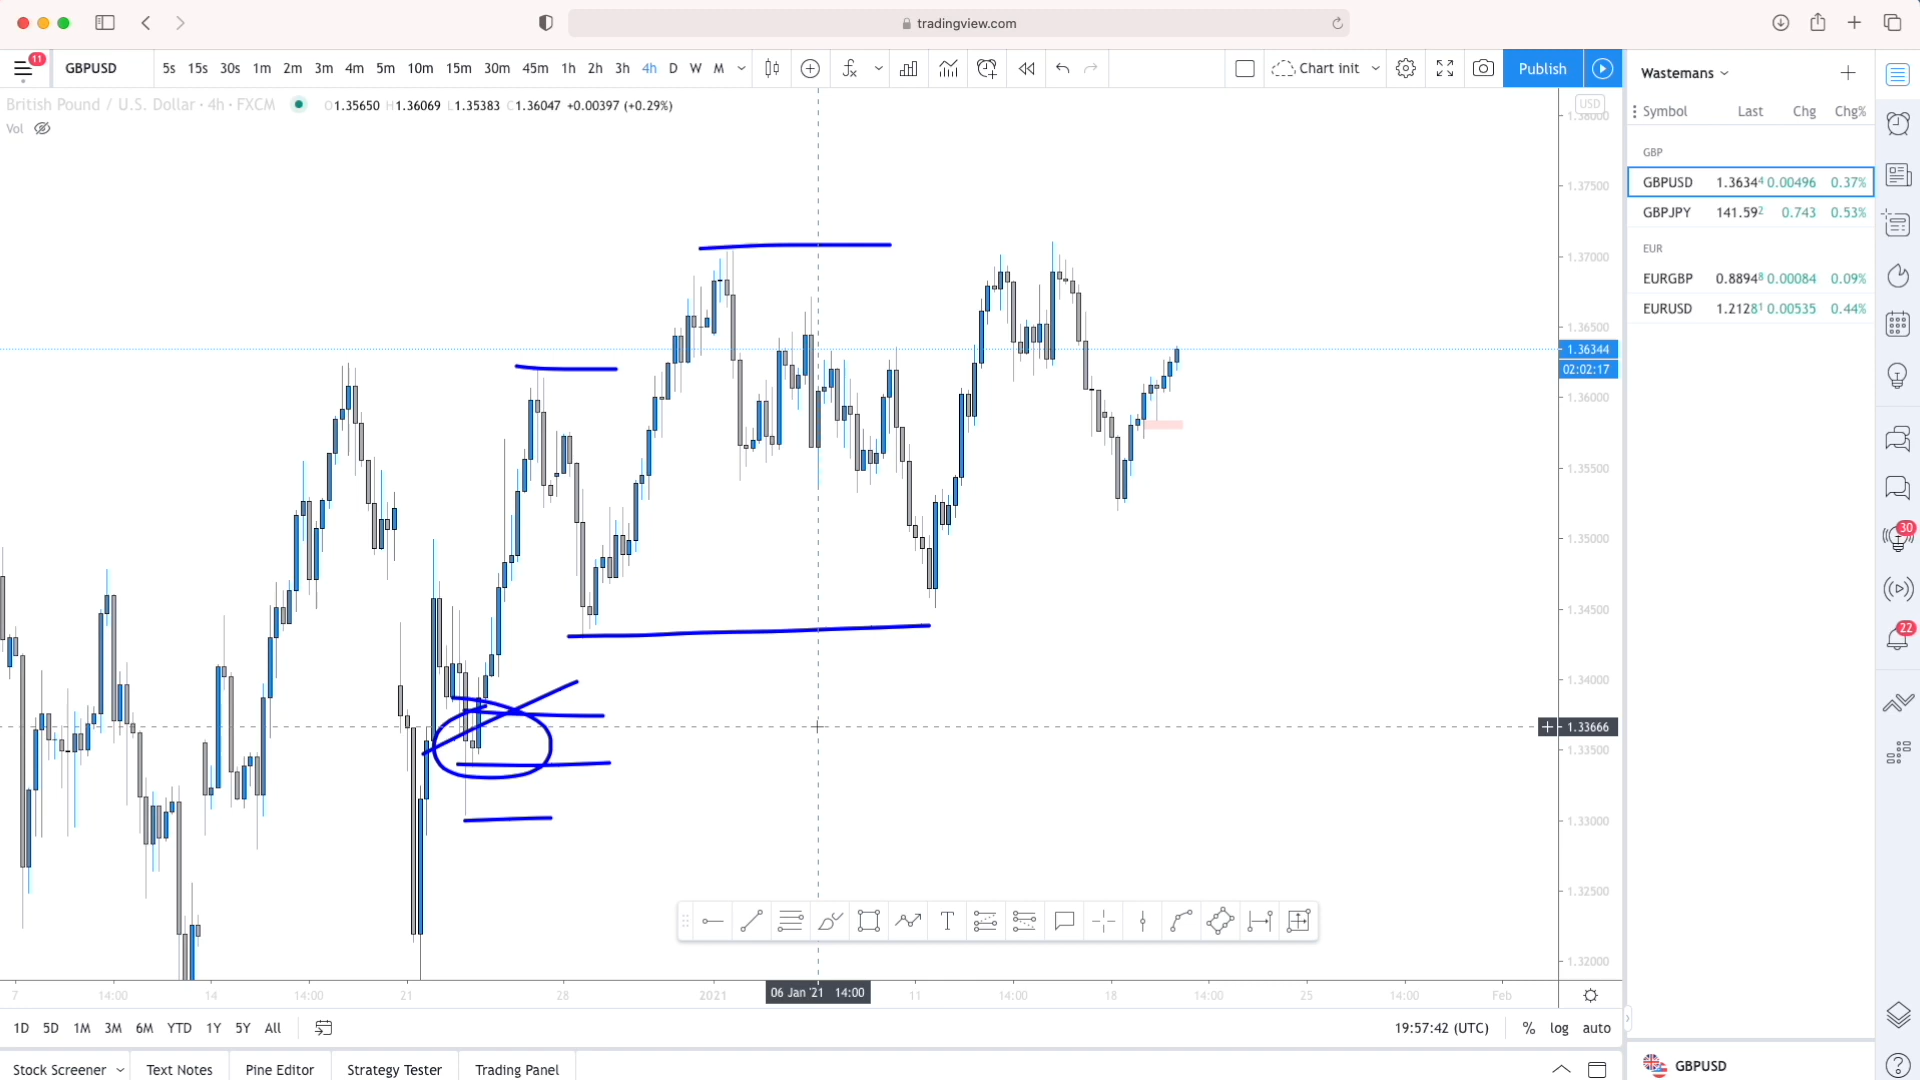 tradingview.com
11
GBPUSD 5s 15s 30s 1m 2m 3m 4m 5m 10m 15m 30m 45m 1h 2h 3h 4h D W M Chart init Publish
Wastemans
British Pound / U.S. Dollar · 4h · FXCM O1.35650 H1.36069 L1.35383 C1.36047 +0.00397 (+0.29%)
USD
Vol
Symbol Last Chg Chg%
GBP
GBPUSD 1.36344 0.00496 0.37%
GBPJPY 141.592 0.743 0.53%
EUR
EURGBP 0.88948 0.00084 0.09%
EURUSD 1.21281 0.00535 0.44%
1.38000
1.37500
1.37000
1.36500
1.36344
02:02:17
1.36000
1.35500
1.35000
1.34500
1.34000
1.33666
1.33500
1.33000
1.32500
1.32000
30
22
T
7 14:00 14 14:00 21 28 2021 06 Jan '21 14:00 11 14:00 18 14:00 25 14:00 Feb
1D 5D 1M 3M 6M YTD 1Y 5Y All 19:57:42 (UTC) % log auto
Stock Screener Text Notes Pine Editor Strategy Tester Trading Panel GBPUSD